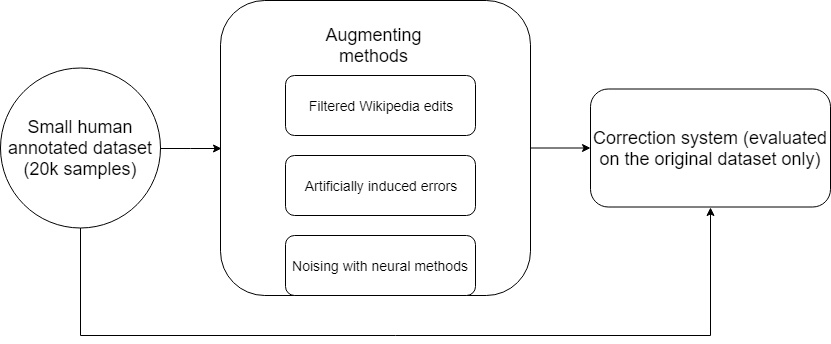 Augmenting
methods
Small human
annotated dataset
(20k samples)
Filtered Wikipedia edits
Artificially induced errors
Noising with neural methods
Correction system (evaluated
on the original dataset only)